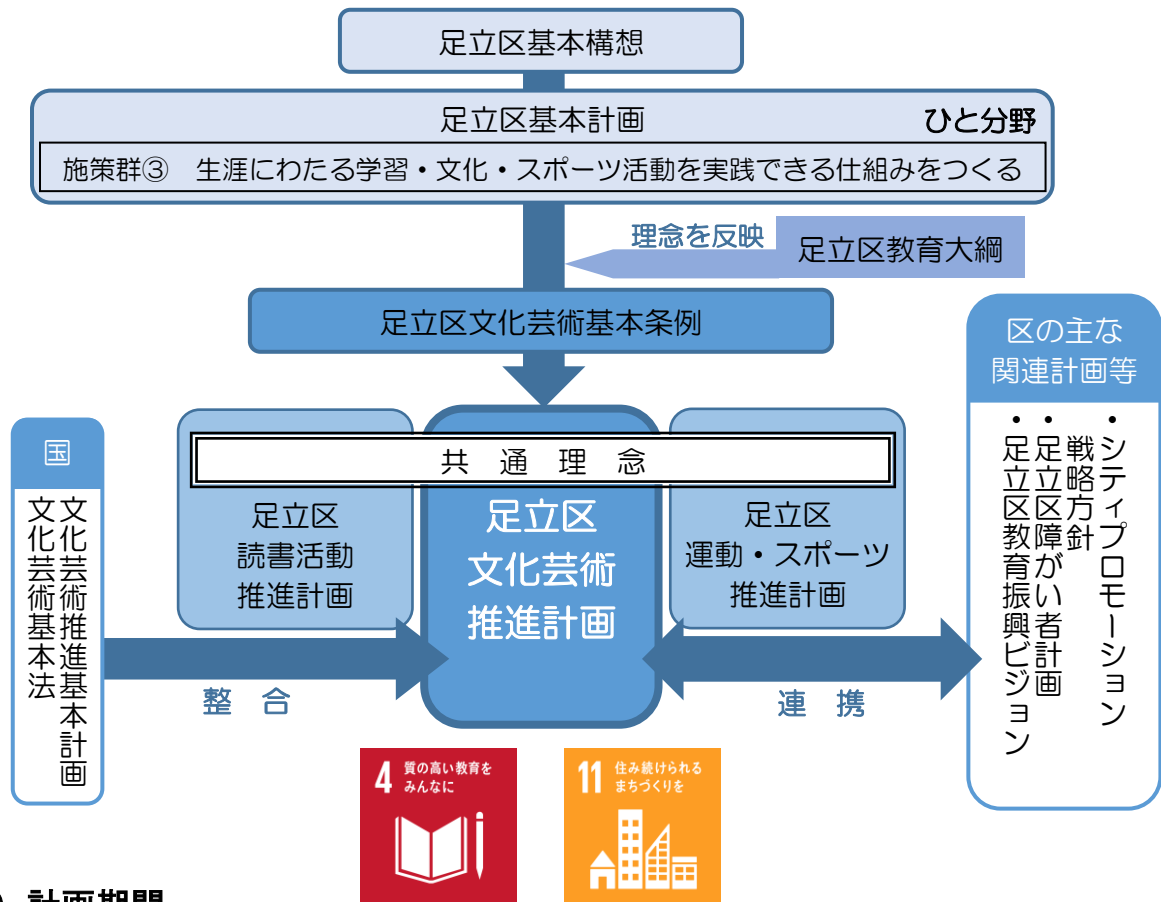 足立区基本構想
足立区基本計画 ひと分野
施策群③ 生涯にわたる学習・文化・スポーツ活動を実践できる仕組みをつくる
理念を反映
足立区教育大綱
足立区文化芸術基本条例
共通理念
足立区
読書活動
推進計画
足立区
文化芸術
推進計画
足立区
運動・スポーツ
推進計画
国
文化芸術推進基本計画
文化芸術基本法
整合
連携
区の主な
関連計画等
・シティプロモーション
戦略方針
・足立区障がい者計画
・足立区教育振興ビジョン
4 質の高い教育を
みんなに
11 住み続けられる
まちづくりを